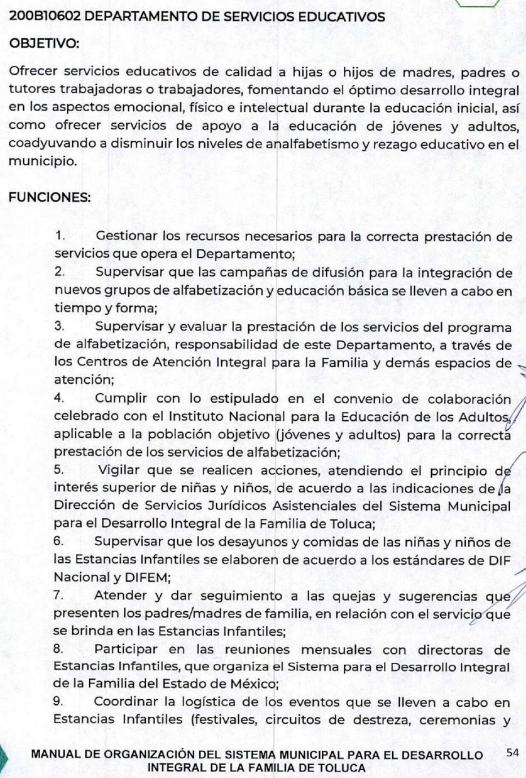 200B10602 DEPARTAMENTO DE SERVICIOS EDUCATIVOS
OBJETIVO:
Ofrecer servicios educativos de calidad a hijas o hijos de madres, padres o
tutores trabajadoras o trabajadores, fomentando el óptimo desarrollo integral
en los aspectos emocional, físico e intelectual durante la educación inicial, así
como ofrecer servicios de apoyo a la educación de jóvenes y adultos,
coadyuvando a disminuir los niveles de analfabetismo y rezago educativo en el
municipio.
FUNCIONES:
1. Gestionar los recursos necesarios para la correcta prestación de
servicios que opera el Departamento;
2. Supervisar que las campañas de difusión para la integración de
nuevos grupos de alfabetización y educación básica se lleven a cabo en
tiempo y forma;
3. Supervisar y evaluar la prestación de los servicios del programa
de alfabetización, responsabilidad de este Departamento, a través de
los Centros de Atención Integral para la Familia y demás espacios de
atención;
4. Cumplir con lo estipulado en el convenio de colaboración
celebrado con el Instituto Nacional para la Educación de los Adultos,
aplicable a la población objetivo (jóvenes y adultos) para la correcta
prestación de los servicios de alfabetización;
5. Vigilar que se realicen acciones, atendiendo el principio de
interés superior de niñas y niños, de acuerdo a las indicaciones de la
Dirección de Servicios Jurídicos Asistenciales del Sistema Municipal
para el Desarrollo Integral de la Familia de Toluca;
6. Supervisar que los desayunos y comidas de las niñas y niños de
las Estancias Infantiles se elaboren de acuerdo a los estándares de DIF
Nacional y DIFEM;
7. Atender y dar seguimiento a las quejas y sugerencias que
presenten los padres/madres de familia, en relación con el servicio que
se brinda en las Estancias Infantiles;
8. Participar en las reuniones mensuales con directoras de
Estancias Infantiles, que organiza el Sistema para el Desarrollo Integral
de la Familia del Estado de México;
9. Coordinar la logística de los eventos que se lleven a cabo en
Estancias Infantiles (festivales, circuitos de destreza, ceremonias y
MANUAL DE ORGANIZACIÓN DEL SISTEMA MUNICIPAL PARA EL DESARROLLO 54
INTEGRAL DE LA FAMILIA DE TOLUCA